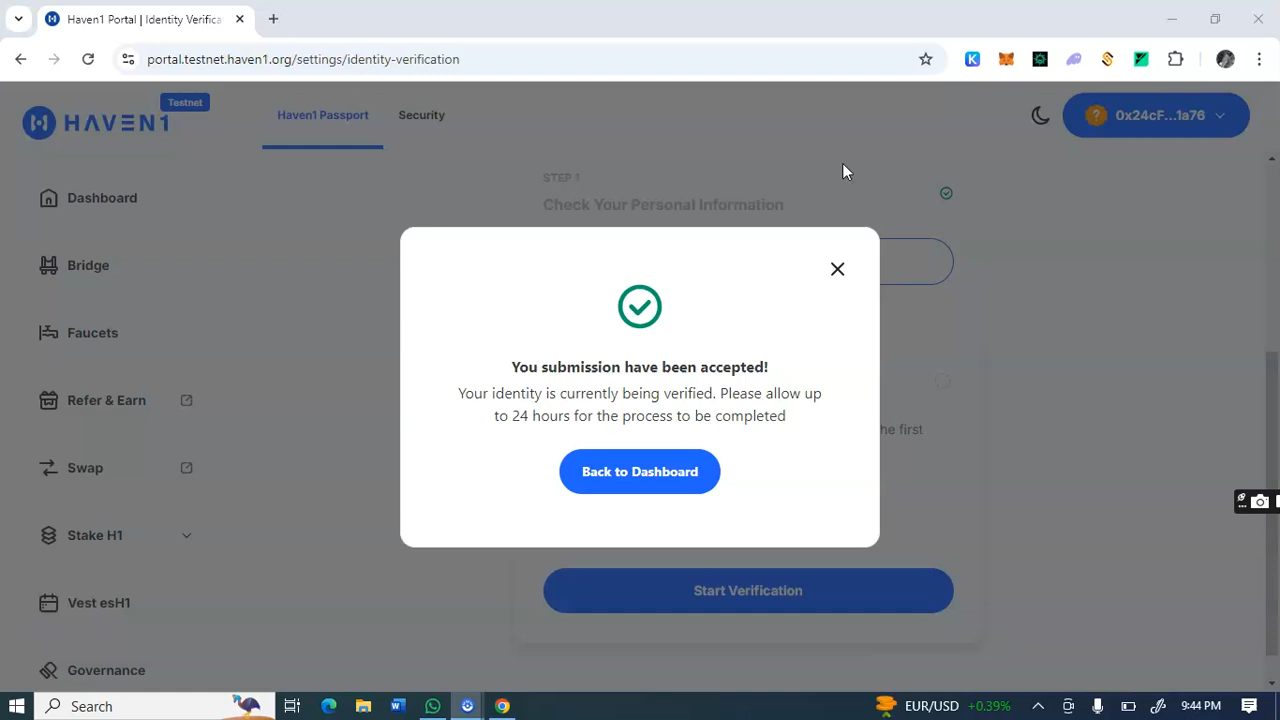 Haven1 Portal | Identity Verifica
portal.testnet.haven1.org/settings/identity-verification
HAVEN1
Testnet
Haven1 Passport
Security
0x24cF...1a76
Dashboard
Bridge
Faucets
Refer & Earn
Swap
Stake H1
Vest esH1
Governance
STEP 1
Check Your Personal Information
You submission have been accepted!
Your identity is currently being verified. Please allow up
to 24 hours for the process to be completed
Back to Dashboard
he first
Start Verification
Search
EUR/USD +0.39%
9:44 PM